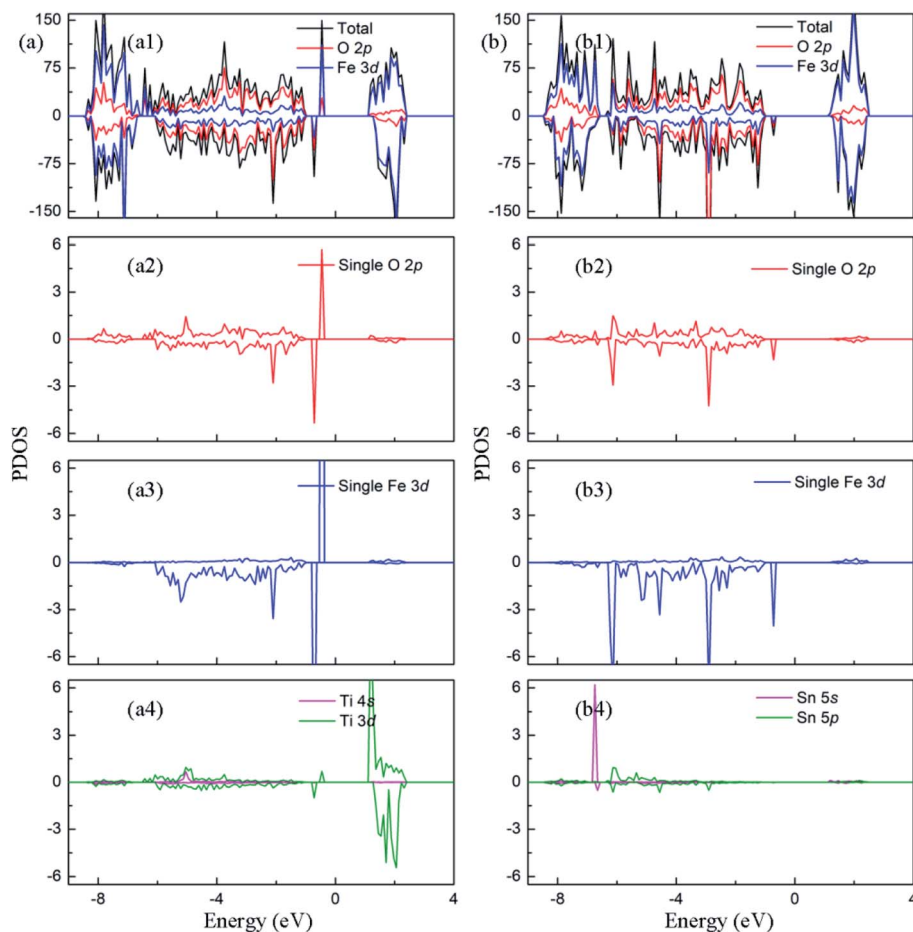 (a)
(a1)
Total
O 2p
Fe 3d
150
75
0
-75
-150
(b)
(b1)
Total
O 2p
Fe 3d
150
75
0
-75
-150
(a2)
Single O 2p
6
3
0
-3
-6
(b2)
Single O 2p
6
3
0
-3
-6
PDOS
PDOS
(a3)
Single Fe 3d
6
3
0
-3
-6
(b3)
Single Fe 3d
6
3
0
-3
-6
(a4)
Ti 4s
Ti 3d
6
3
0
-3
-6
(b4)
Sn 5s
Sn 5p
6
3
0
-3
-6
-8 -4 0 4
Energy (eV)
-8 -4 0 4
Energy (eV)